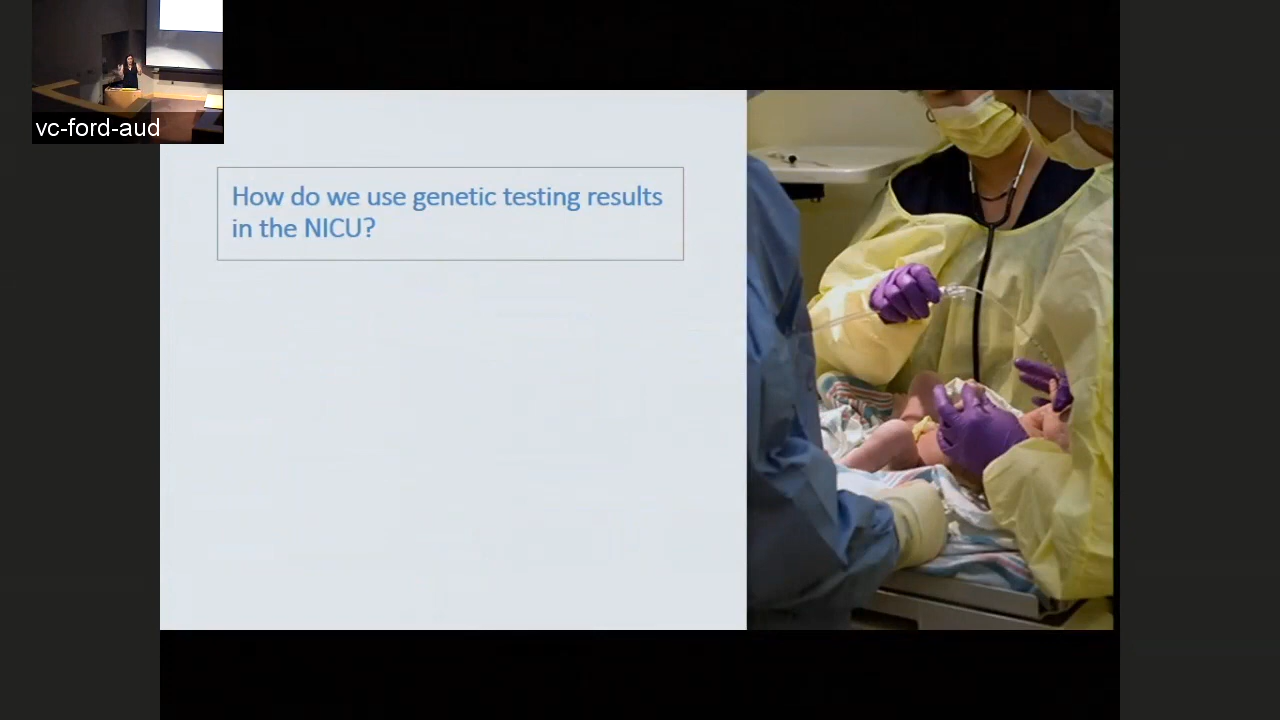 vc-ford-aud
How do we use genetic testing results
in the NICU?